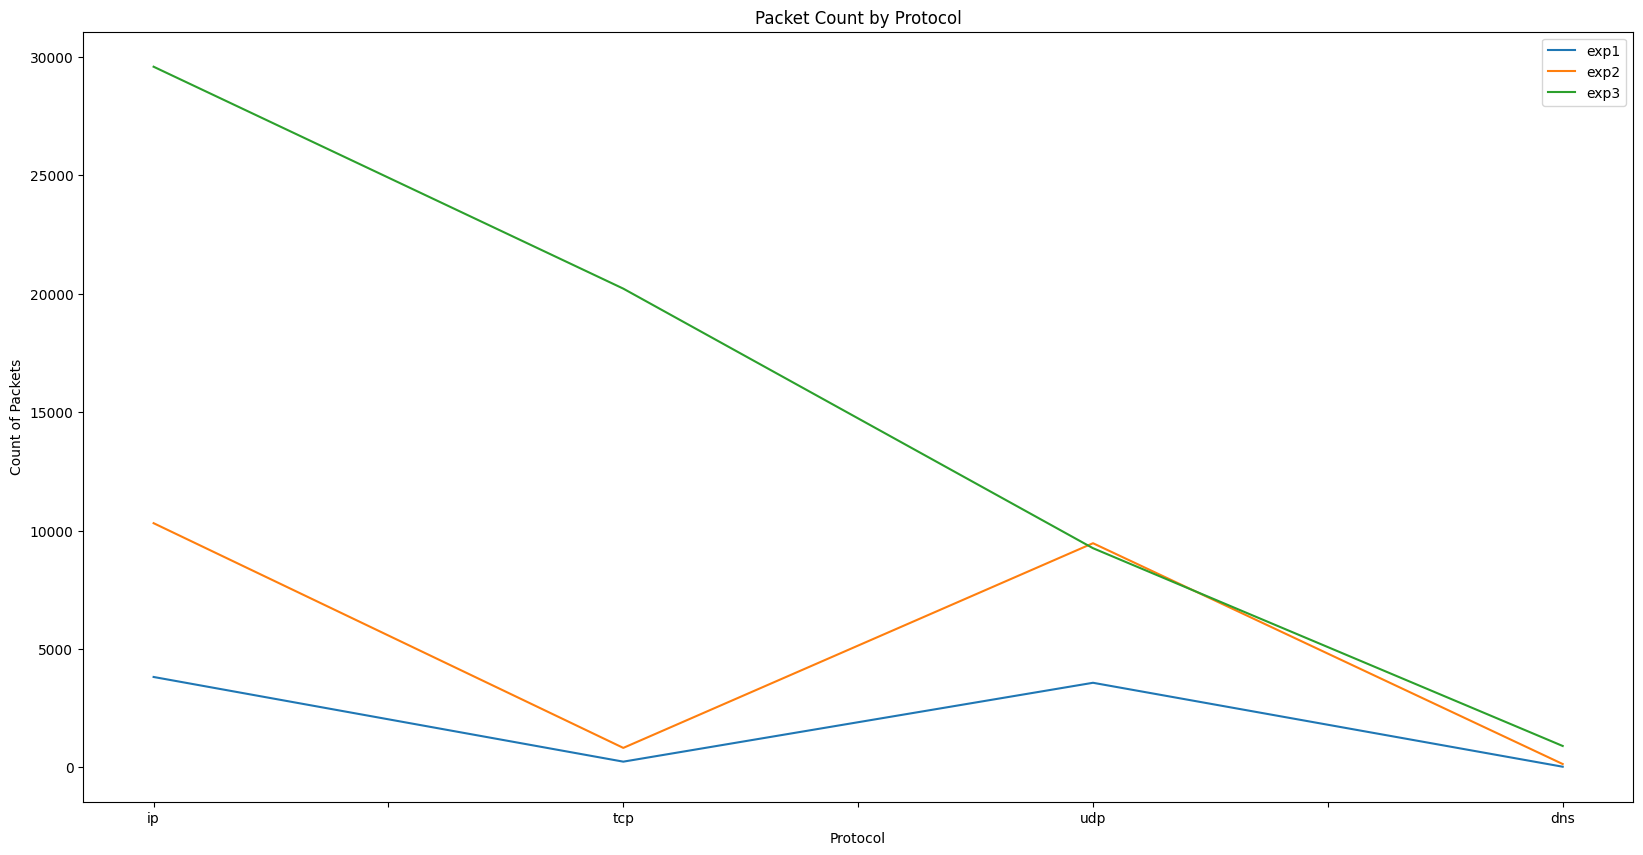 Packet Count by Protocol
exp1
exp2
exp3
30000
25000
20000
15000
10000
5000
0
Count of Packets
ip tcp udp dns
Protocol